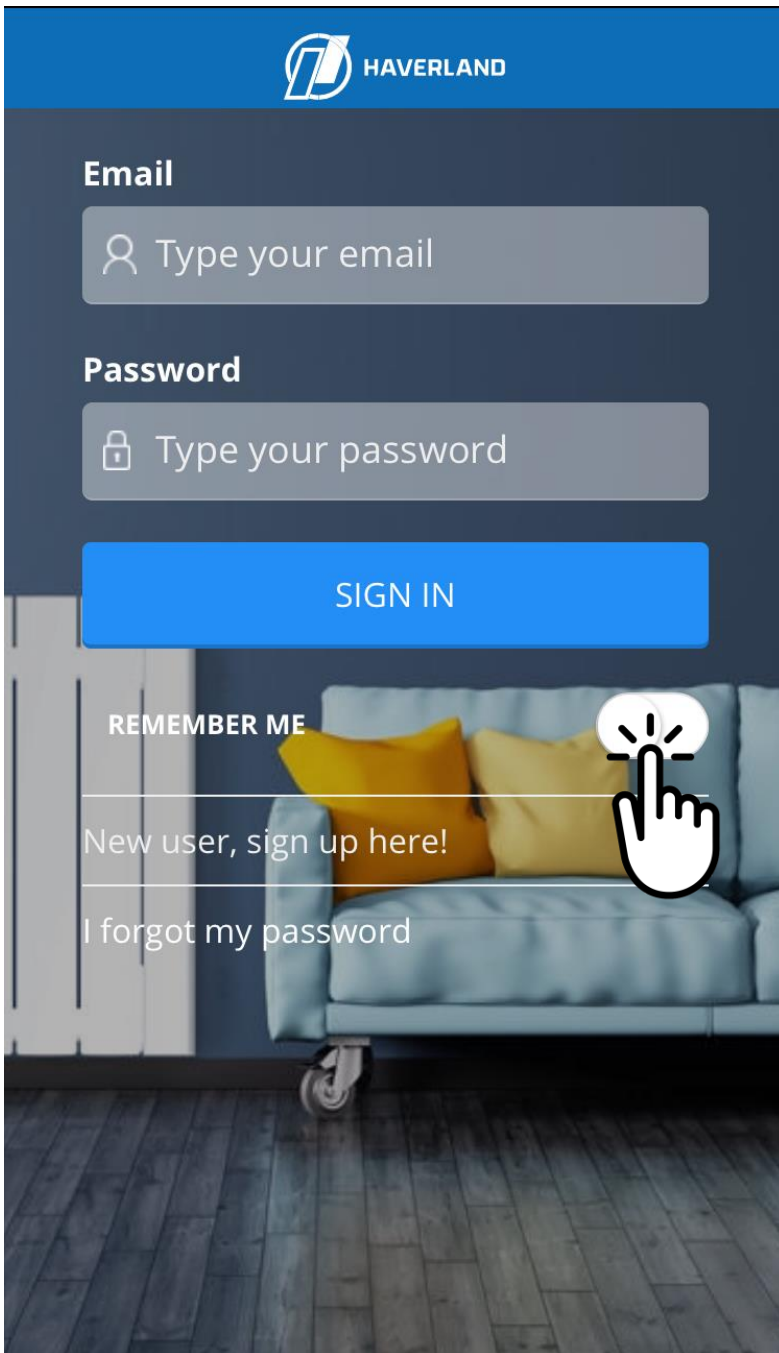 HAVERLAND
Email
Type your email
Password
Type your password
SIGN IN
REMEMBER ME
New user, sign up here!
I forgot my password